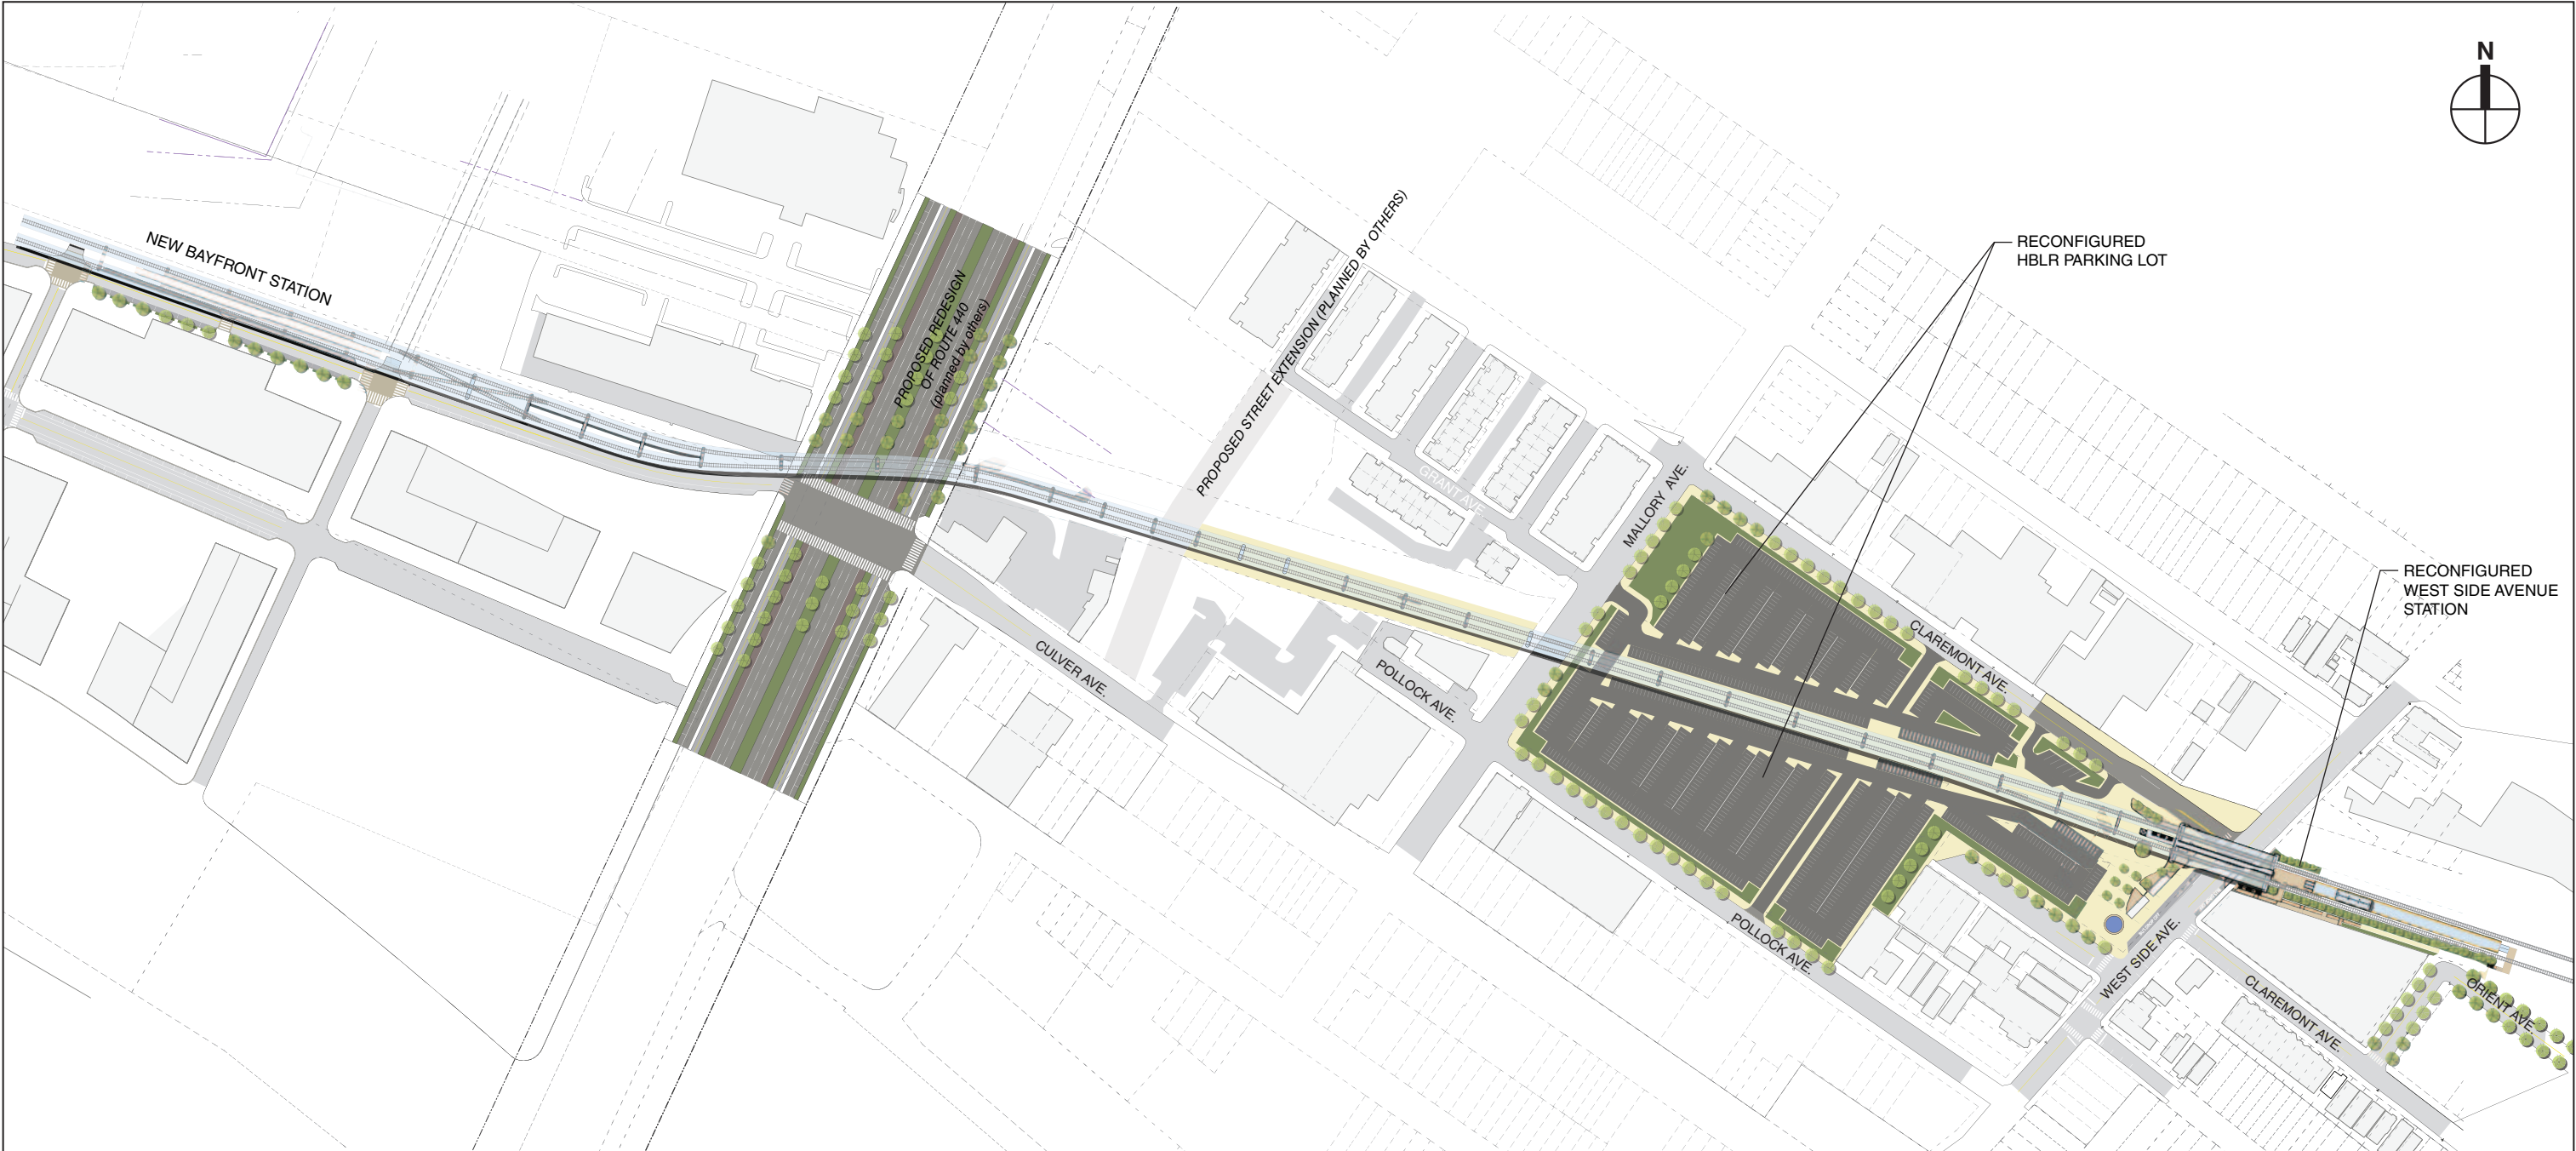 N
NEW BAYFRONT STATION
PROPOSED REDESIGN
OF ROUTE 440
(planned by others)
PROPOSED STREET EXTENSION (PLANNED BY OTHERS)
RECONFIGURED
HBLR PARKING LOT
GRANT AVE.
MALLORY AVE.
RECONFIGURED
WEST SIDE AVENUE
STATION
CLAREMONT AVE.
CULVER AVE.
POLLOCK AVE.
POLLOCK AVE.
WEST SIDE AVE.
CLAREMONT AVE.
ORIENT AVE.